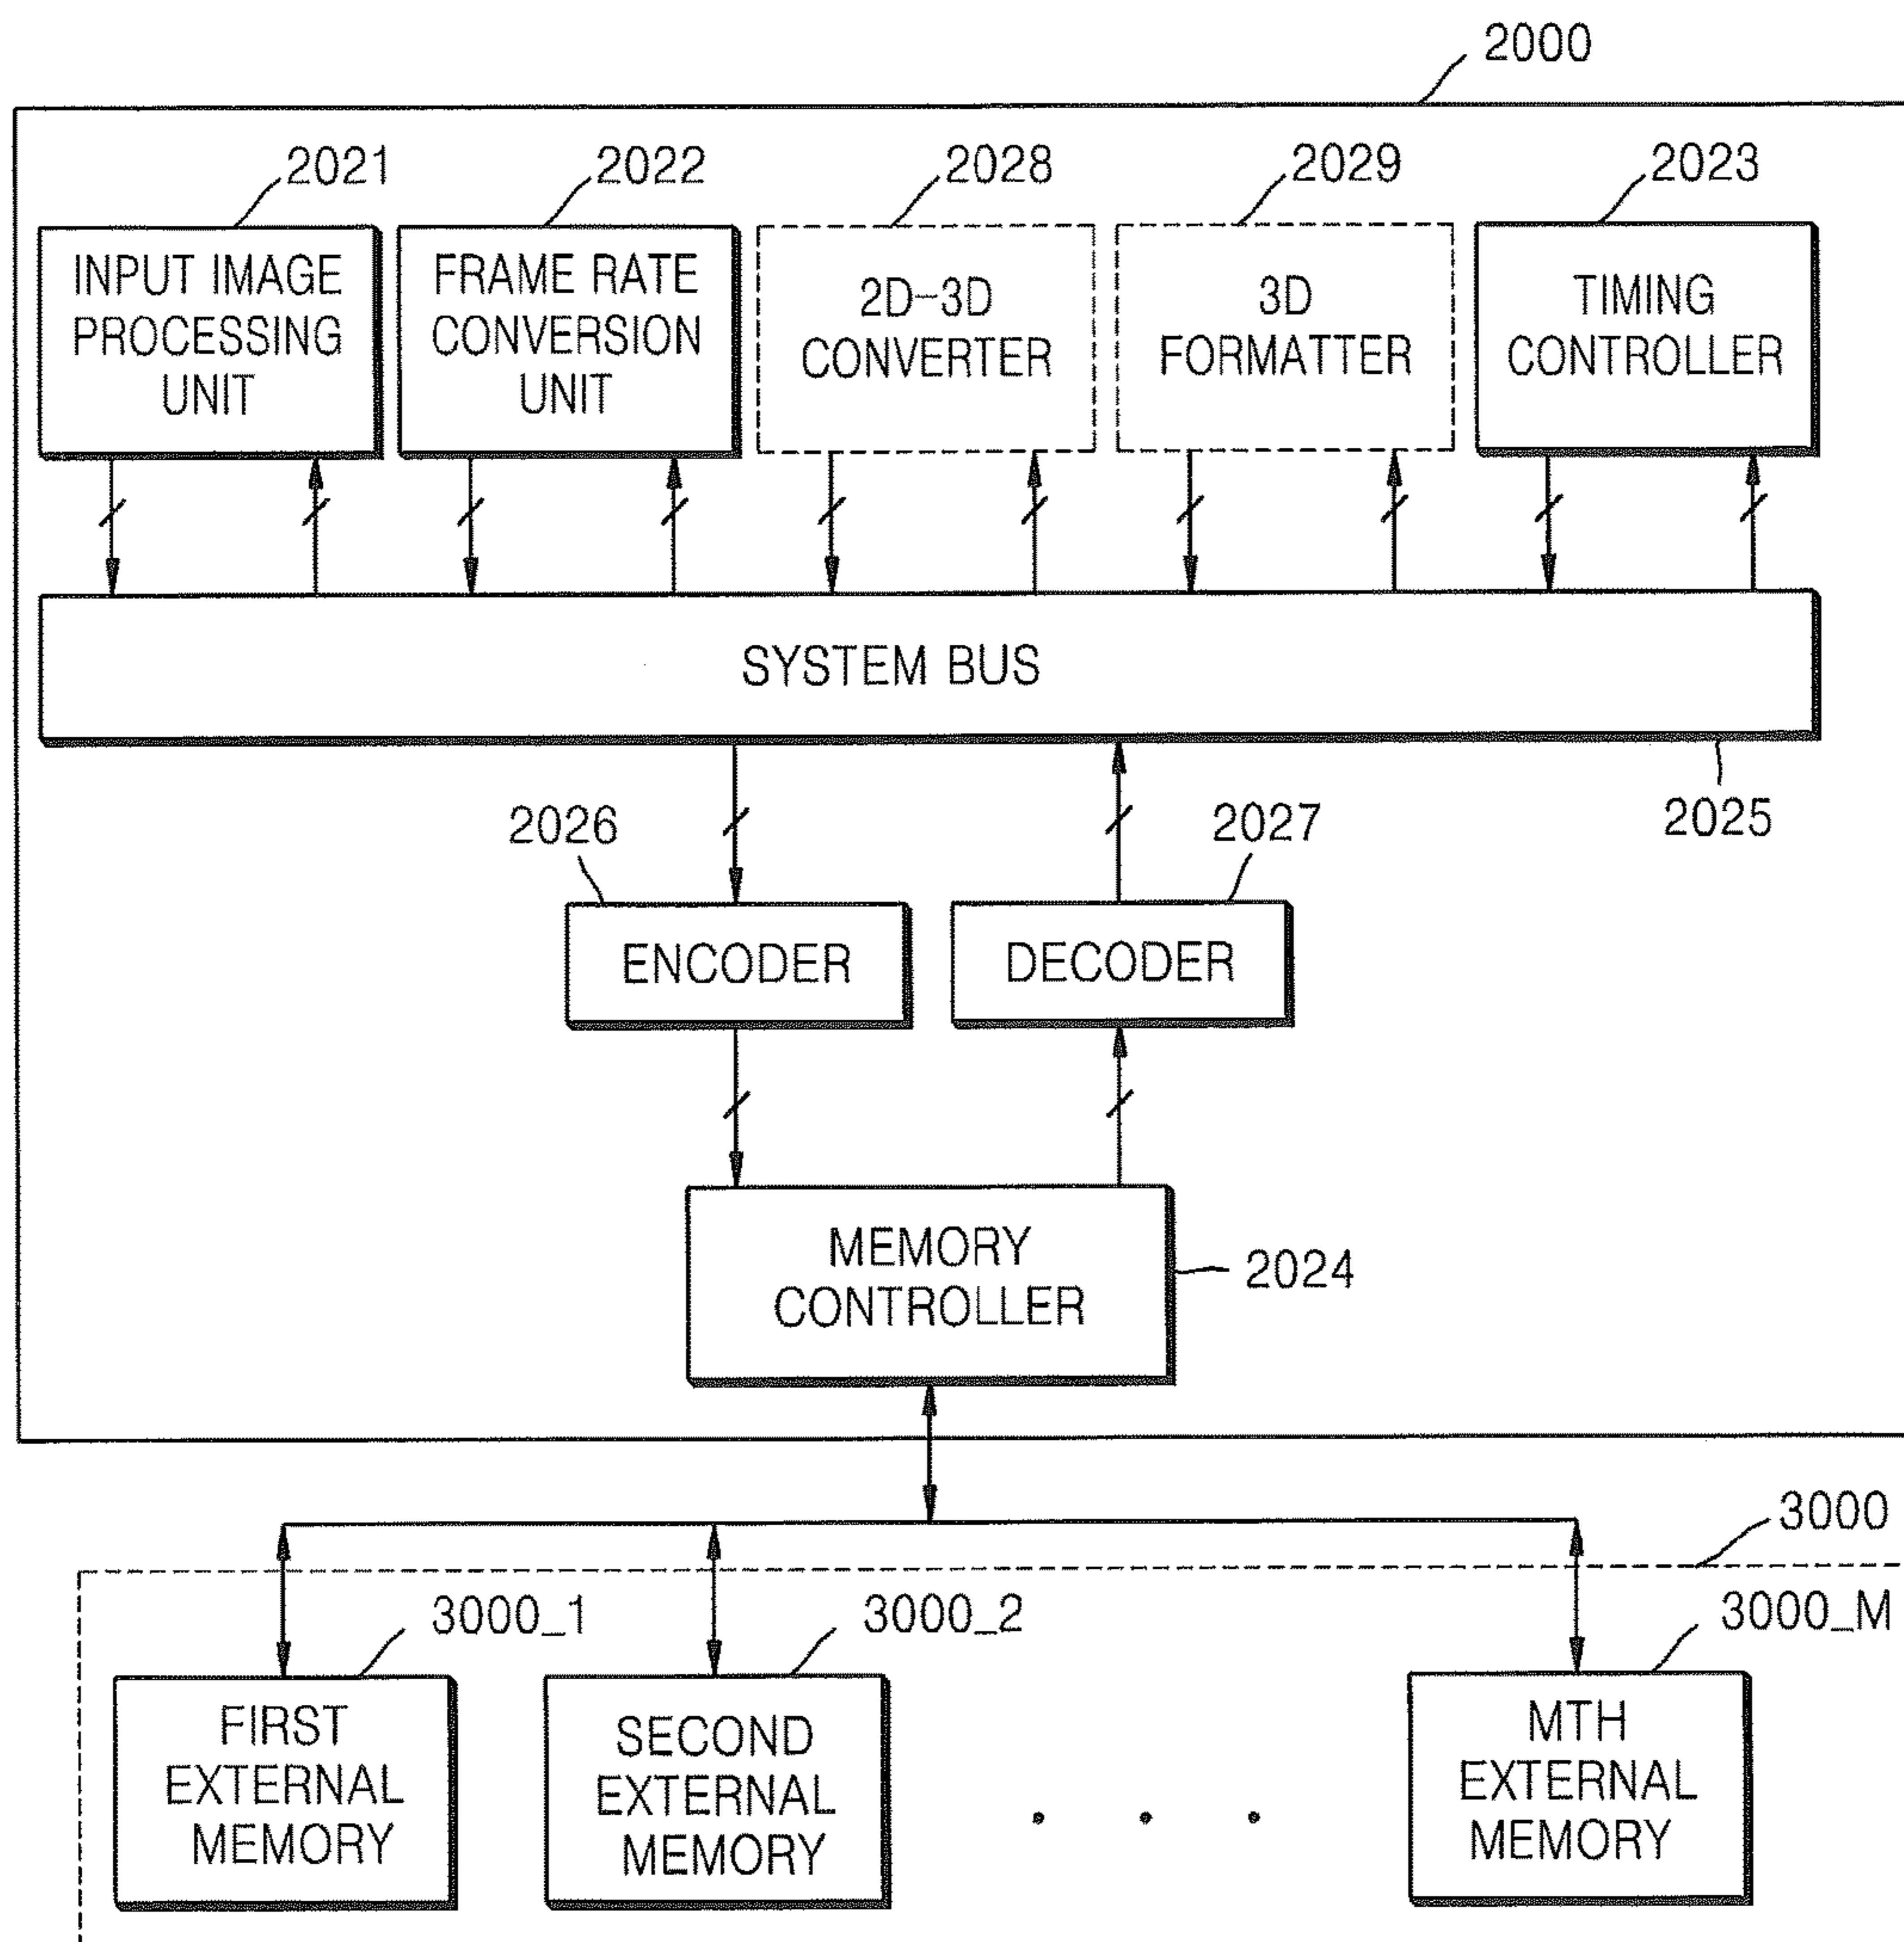 2000
2021
2022
2028
2029
2023
INPUT IMAGE
PROCESSING
UNIT
FRAME RATE
CONVERSION
UNIT
2D-3D
CONVERTER
3D
FORMATTER
TIMING
CONTROLLER
SYSTEM BUS
2025
2026
2027
ENCODER
DECODER
MEMORY
CONTROLLER
2024
3000
3000_1
3000_2
3000_M
FIRST
EXTERNAL
MEMORY
SECOND
EXTERNAL
MEMORY
. . .
MTH
EXTERNAL
MEMORY